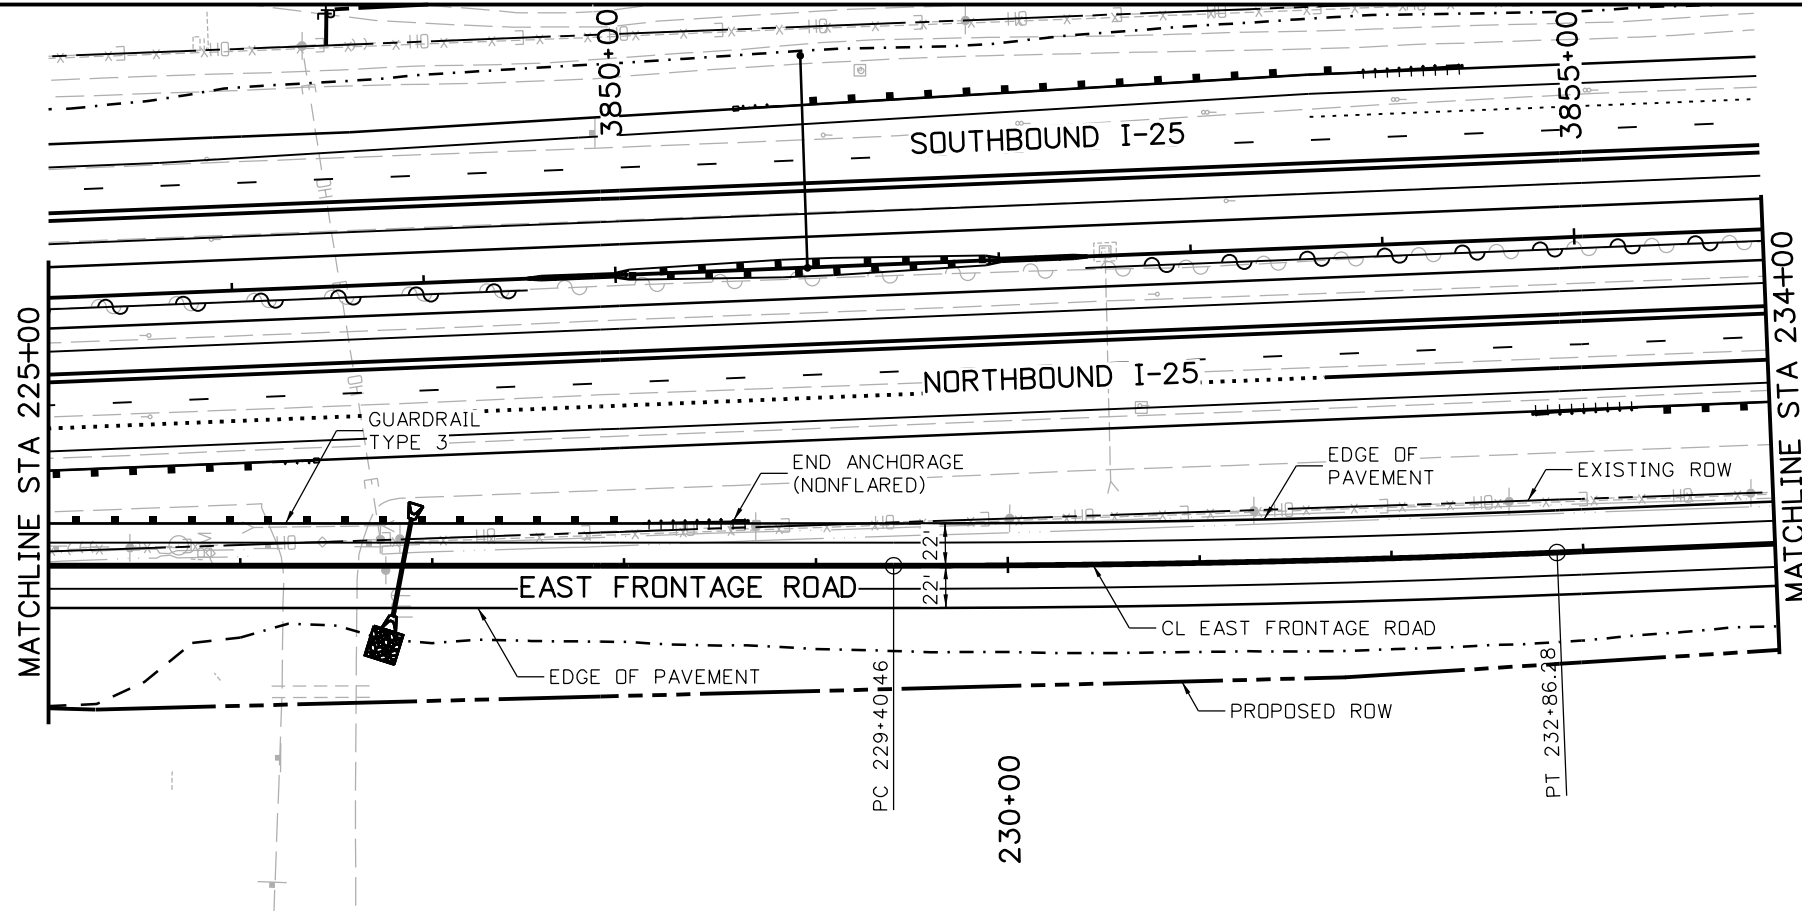 3850+00
3855+00
SOUTHBOUND I-25
MATCHLINE STA 225+00
MATCHLINE STA 234+00
NORTHBOUND I-25
GUARDRAIL
TYPE 3
END ANCHORAGE
(NONFLARED)
EDGE OF
PAVEMENT
EXISTING ROW
22'
22'
EAST FRONTAGE ROAD
CL EAST FRONTAGE ROAD
EDGE OF PAVEMENT
PROPOSED ROW
PC 229+40.46
PT 232+86.28
230+00